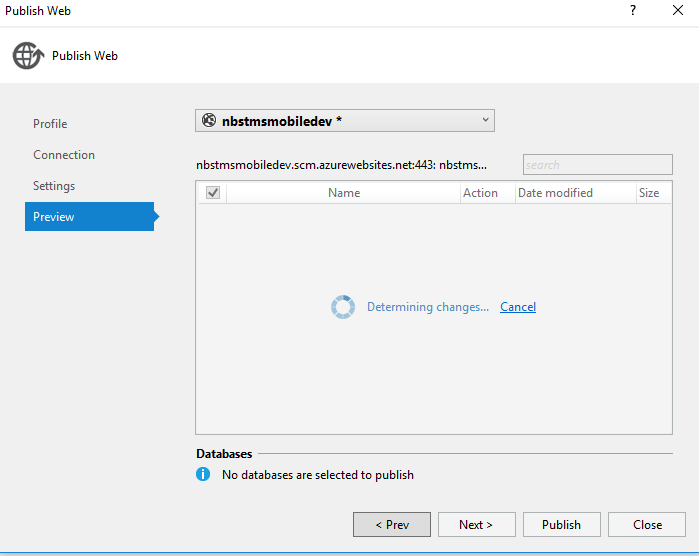 Publish Web
?
Publish Web
Profile
Connection
Settings
Preview
nbstmsmobiledev *
nbstmsmobiledev.scm.azurewebsites.net:443: nbstms...
search
Name
Action
Date modified
Size
Determining changes...
Cancel
Databases
No databases are selected to publish
< Prev
Next >
Publish
Close